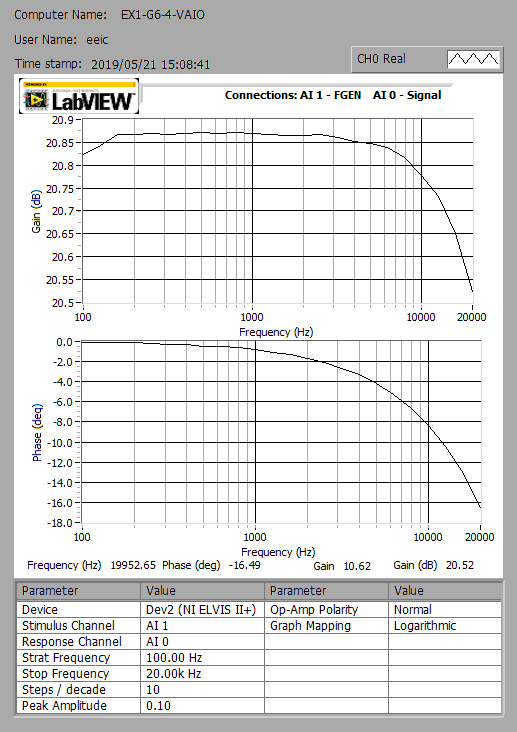 Computer Name: EX1-G6-4-VAIO
User Name: eeic
Time stamp: 2019/05/21 15:08:41
CH0 Real
POWERED BY
LabVIEW™
Connections: AI 1 - FGEN AI 0 - Signal
Gain (dB)
20.9
20.85
20.8
20.75
20.7
20.65
20.6
20.55
20.5
100 1000 10000 20000
Frequency (Hz)
Phase (deg)
0.0
-2.0
-4.0
-6.0
-8.0
-10.0
-12.0
-14.0
-16.0
-18.0
100 1000 10000 20000
Frequency (Hz)
Frequency (Hz) 19952.65 Phase (deg) -16.49 Gain 10.62 Gain (dB) 20.52
Parameter Value Parameter Value
Device Dev2 (NI ELVIS II+) Op-Amp Polarity Normal
Stimulus Channel AI 1 Graph Mapping Logarithmic
Response Channel AI 0
Strat Frequency 100.00 Hz
Stop Frequency 20.00k Hz
Steps / decade 10
Peak Amplitude 0.10